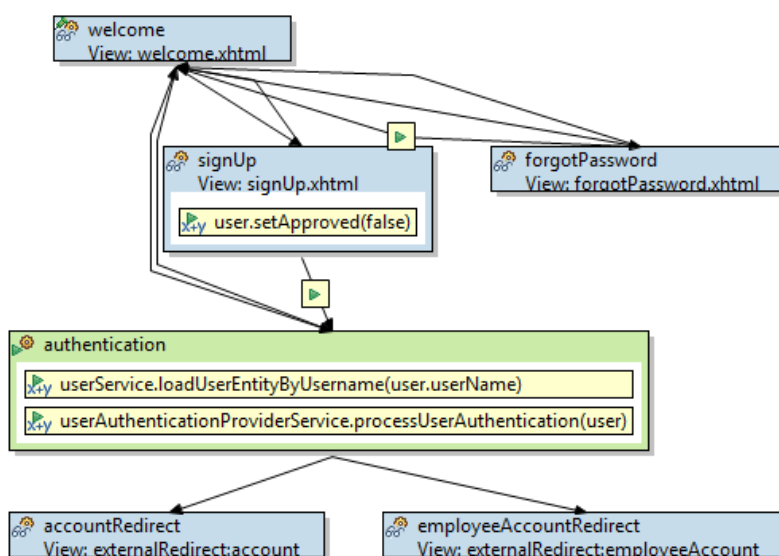 welcome
View: welcome.xhtml
signUp
View: signUp.xhtml
x+y user.setApproved(false)
forgotPassword
View: forgotPassword.xhtml
authentication
x+y userService.loadUserEntityByUsername(user.userName)
x+y userAuthenticationProviderService.processUserAuthentication(user)
accountRedirect
View: externalRedirect:account
employeeAccountRedirect
View: externalRedirect:employeeAccount